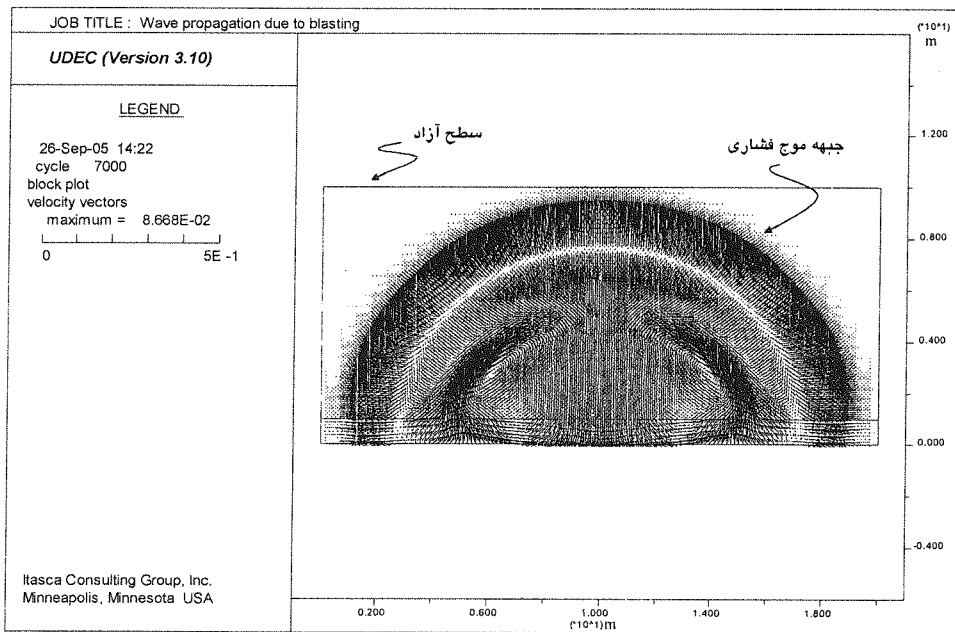 JOB TITLE : Wave propagation due to blasting
UDEC (Version 3.10)
LEGEND
26-Sep-05 14:22
cycle 7000
block plot
velocity vectors
maximum = 8.668E-02
0 5E -1
Itasca Consulting Group, Inc.
Minneapolis, Minnesota USA
سطح آزاد
جبهه موج فشاری
(*10^1)
m
1.200
0.800
0.400
0.000
-0.400
0.200 0.600 1.000 1.400 1.800
(*10^1)m